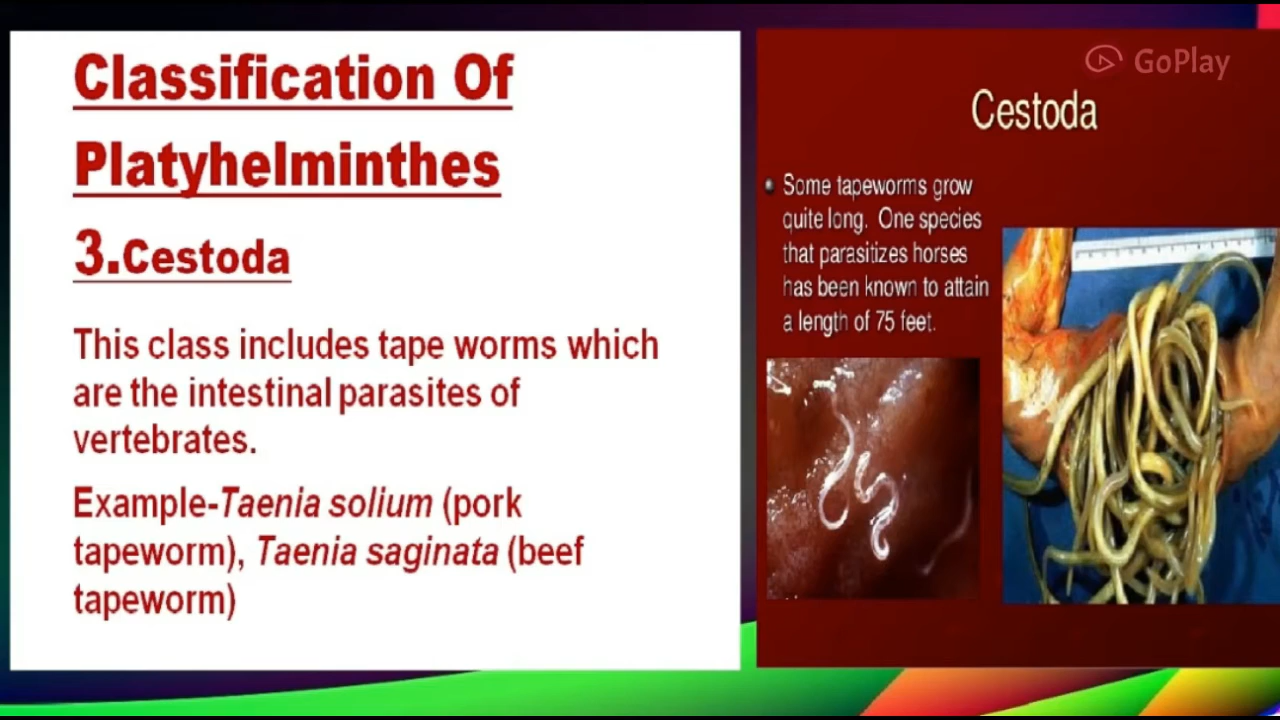 Classification Of
Platyhelminthes
3.Cestoda
This class includes tape worms which
are the intestinal parasites of
vertebrates.
Example-Taenia solium (pork
tapeworm), Taenia saginata (beef
tapeworm)
GoPlay
Cestoda
Some tapeworms grow
quite long. One species
that parasitizes horses
has been known to attain
a length of 75 feet.